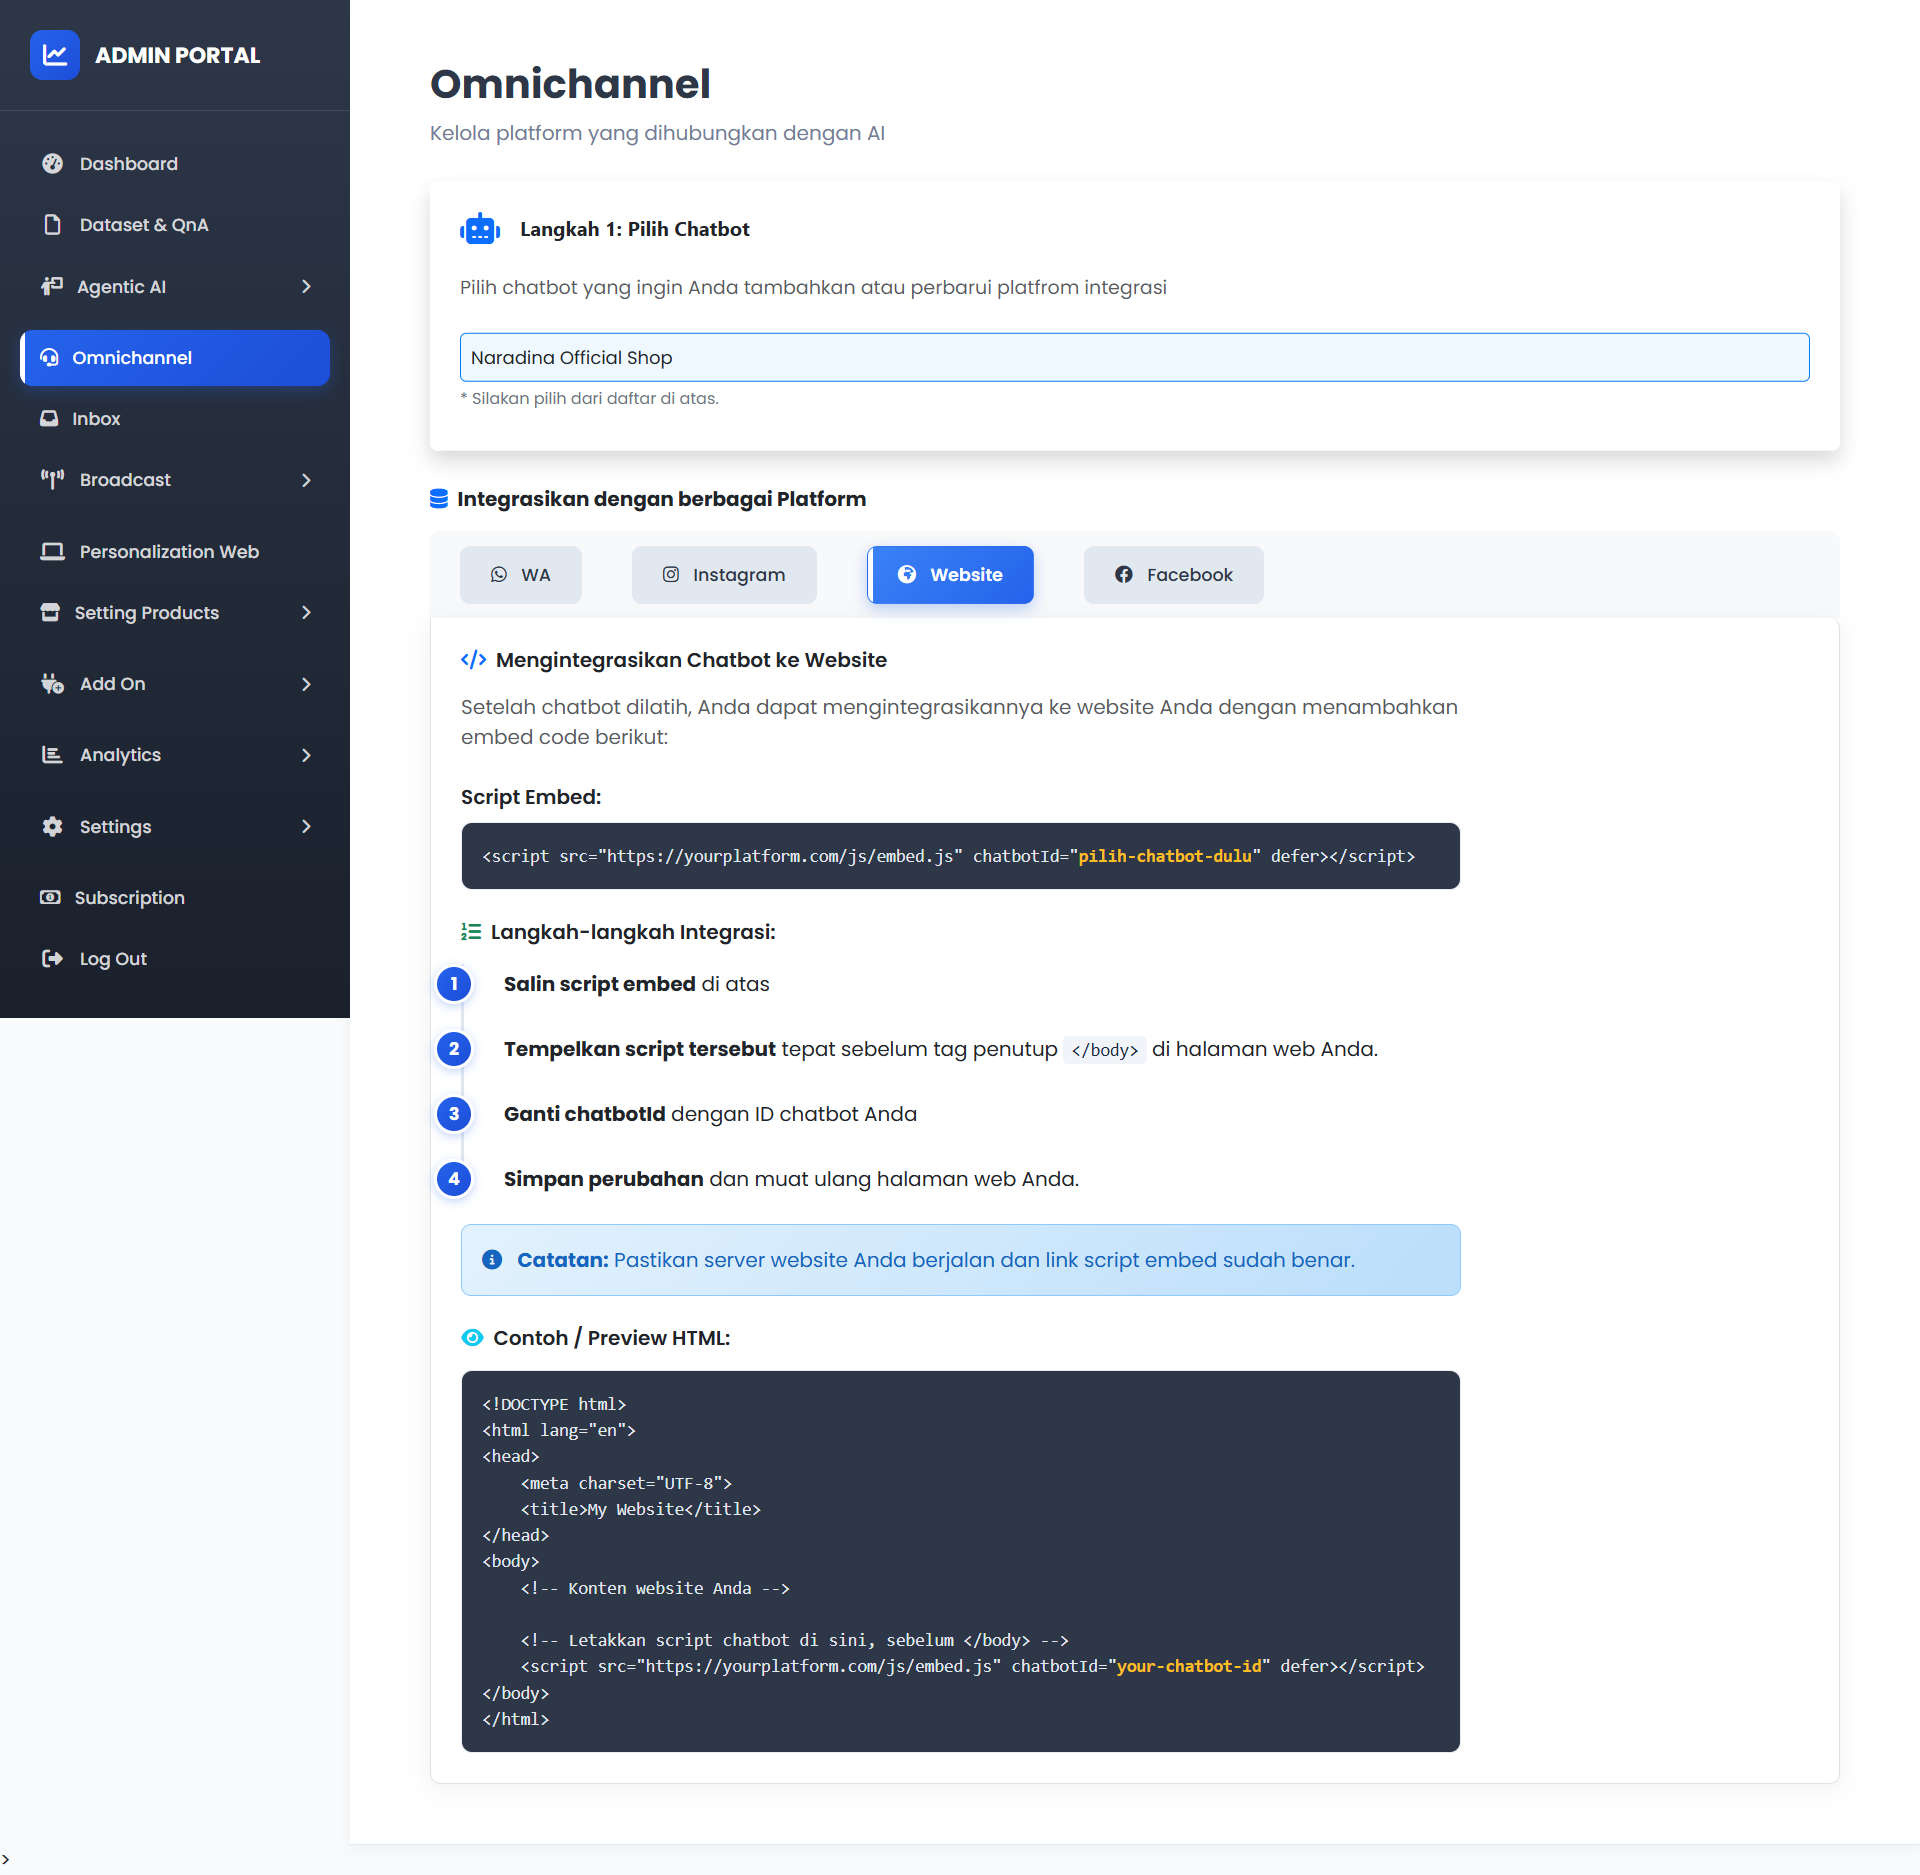 ADMIN PORTAL
Dashboard
Dataset & QnA
Agentic AI
Omnichannel
Inbox
Broadcast
Personalization Web
Setting Products
Add On
Analytics
Settings
Subscription
Log Out
Omnichannel
Kelola platform yang dihubungkan dengan AI
Langkah 1: Pilih Chatbot
Pilih chatbot yang ingin Anda tambahkan atau perbarui platfrom integrasi
Naradina Official Shop
* Silakan pilih dari daftar di atas.
Integrasikan dengan berbagai Platform
WA
Instagram
Website
Facebook
</> Mengintegrasikan Chatbot ke Website
Setelah chatbot dilatih, Anda dapat mengintegrasikannya ke website Anda dengan menambahkan
embed code berikut:
Script Embed:
<script src="https://yourplatform.com/js/embed.js" chatbotId="pilih-chatbot-dulu" defer></script>
Langkah-langkah Integrasi:
1 Salin script embed di atas
2 Tempelkan script tersebut tepat sebelum tag penutup </body> di halaman web Anda.
3 Ganti chatbotId dengan ID chatbot Anda
4 Simpan perubahan dan muat ulang halaman web Anda.
Catatan: Pastikan server website Anda berjalan dan link script embed sudah benar.
Contoh / Preview HTML:
<!DOCTYPE html>
<html lang="en">
<head>
    <meta charset="UTF-8">
    <title>My Website</title>
</head>
<body>
    <!-- Konten website Anda -->
    <!-- Letakkan script chatbot di sini, sebelum </body> -->
    <script src="https://yourplatform.com/js/embed.js" chatbotId="your-chatbot-id" defer></script>
</body>
</html>
>